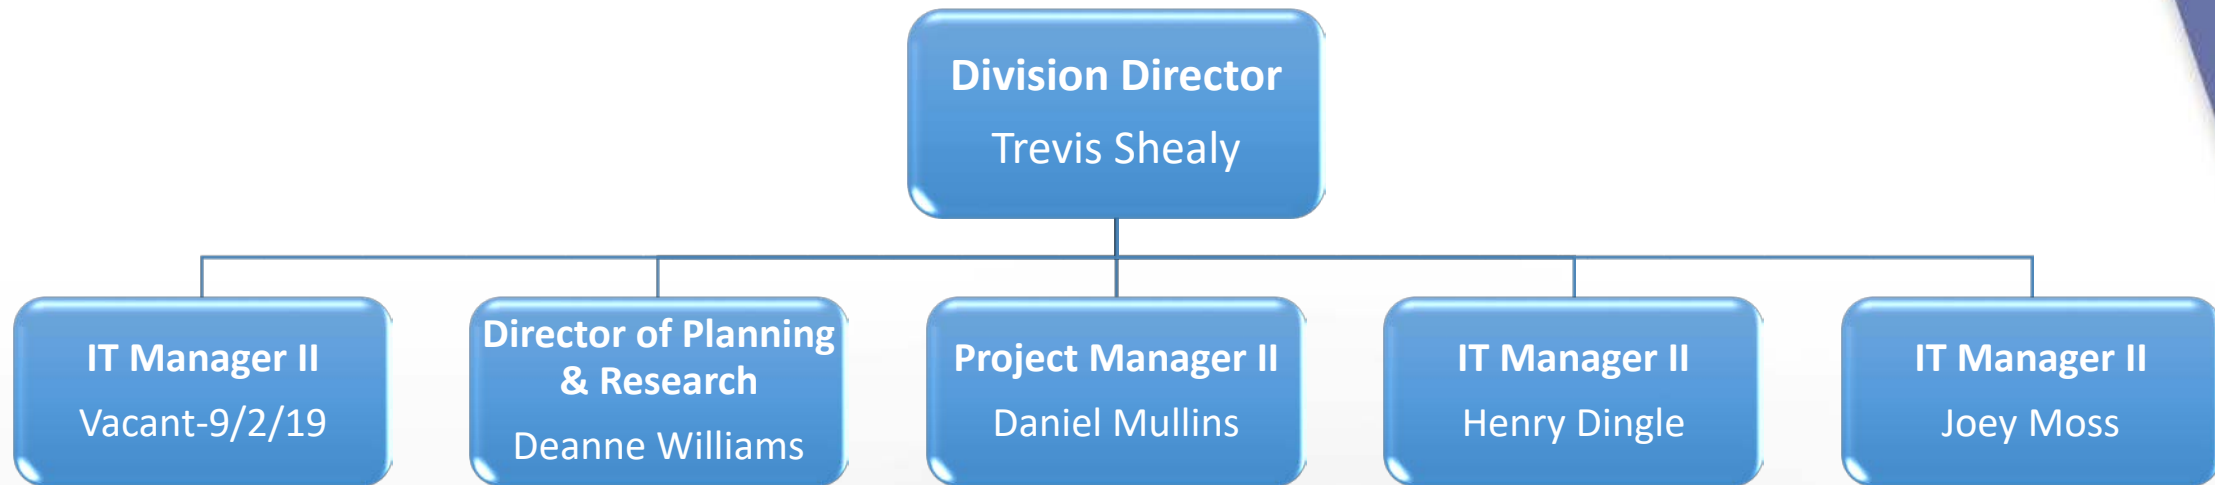 Division Director
Trevis Shealy
IT Manager II
Vacant-9/2/19
Director of Planning
& Research
Deanne Williams
Project Manager II
Daniel Mullins
IT Manager II
Henry Dingle
IT Manager II
Joey Moss